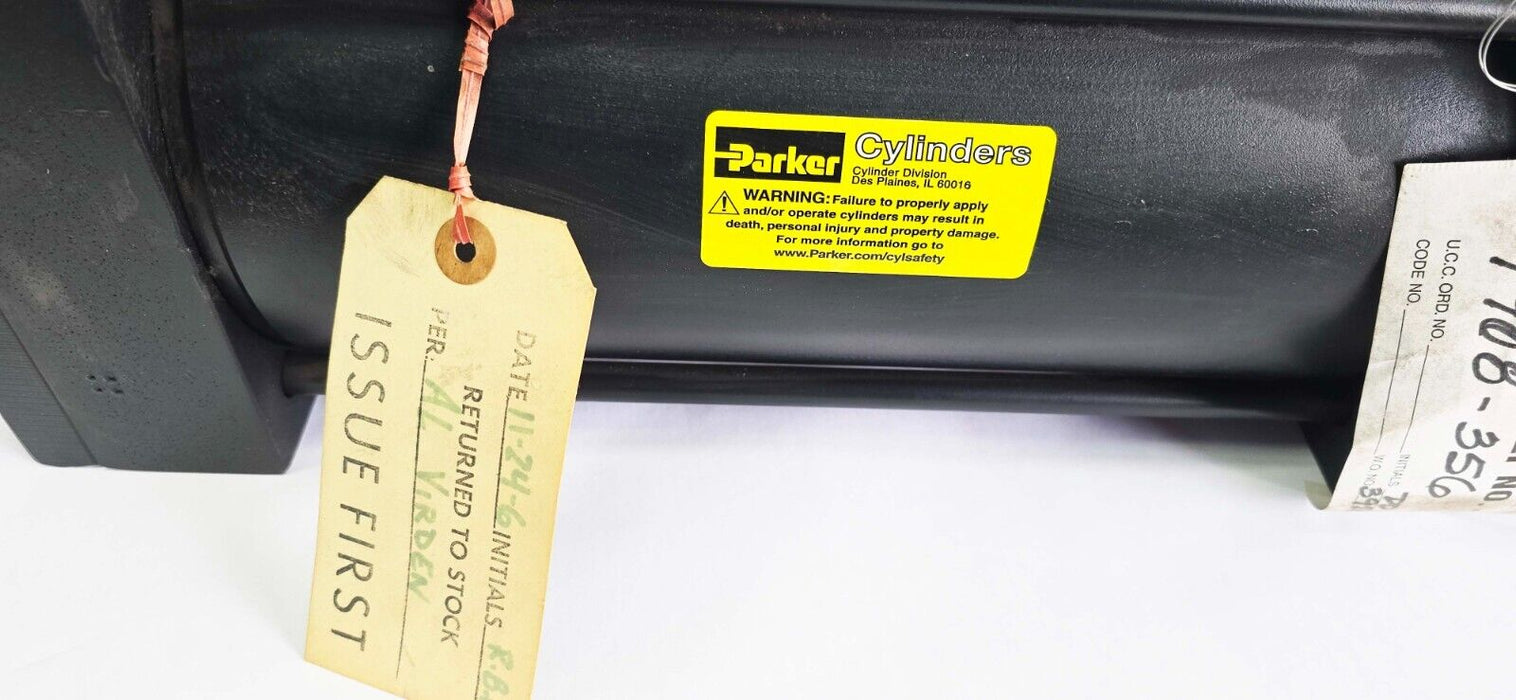 ISSUE FIRST
PER. AL VIRDEN
RETURNED TO STOCK
DATE 11-24-6 INITIALS R.B.
Parker
Cylinders
Cylinder Division
Des Plaines, IL 60016
WARNING: Failure to properly apply
and/or operate cylinders may result in
death, personal injury and property damage.
For more information go to
www.Parker.com/cylsafety
NO.
08-356
U.C.C. ORD. NO.
INITIALS
CODE NO.
W.O. NO.